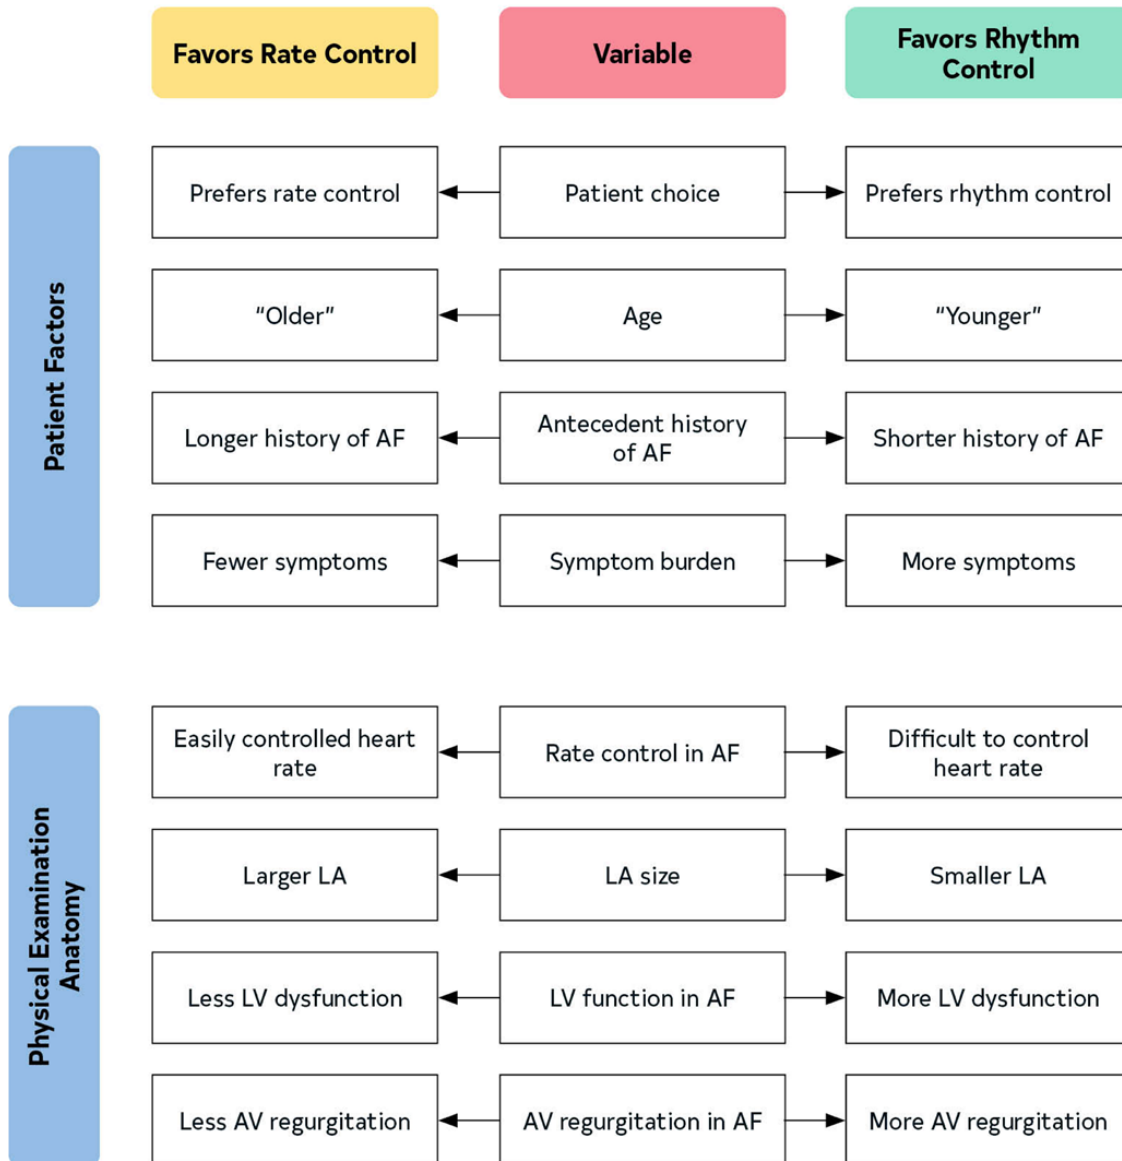 Favors Rate Control
Variable
Favors Rhythm
Control
Patient Factors
Prefers rate control
Patient choice
Prefers rhythm control
“Older”
Age
“Younger”
Longer history of AF
Antecedent history
of AF
Shorter history of AF
Fewer symptoms
Symptom burden
More symptoms
Physical Examination
Anatomy
Easily controlled heart
rate
Rate control in AF
Difficult to control
heart rate
Larger LA
LA size
Smaller LA
Less LV dysfunction
LV function in AF
More LV dysfunction
Less AV regurgitation
AV regurgitation in AF
More AV regurgitation